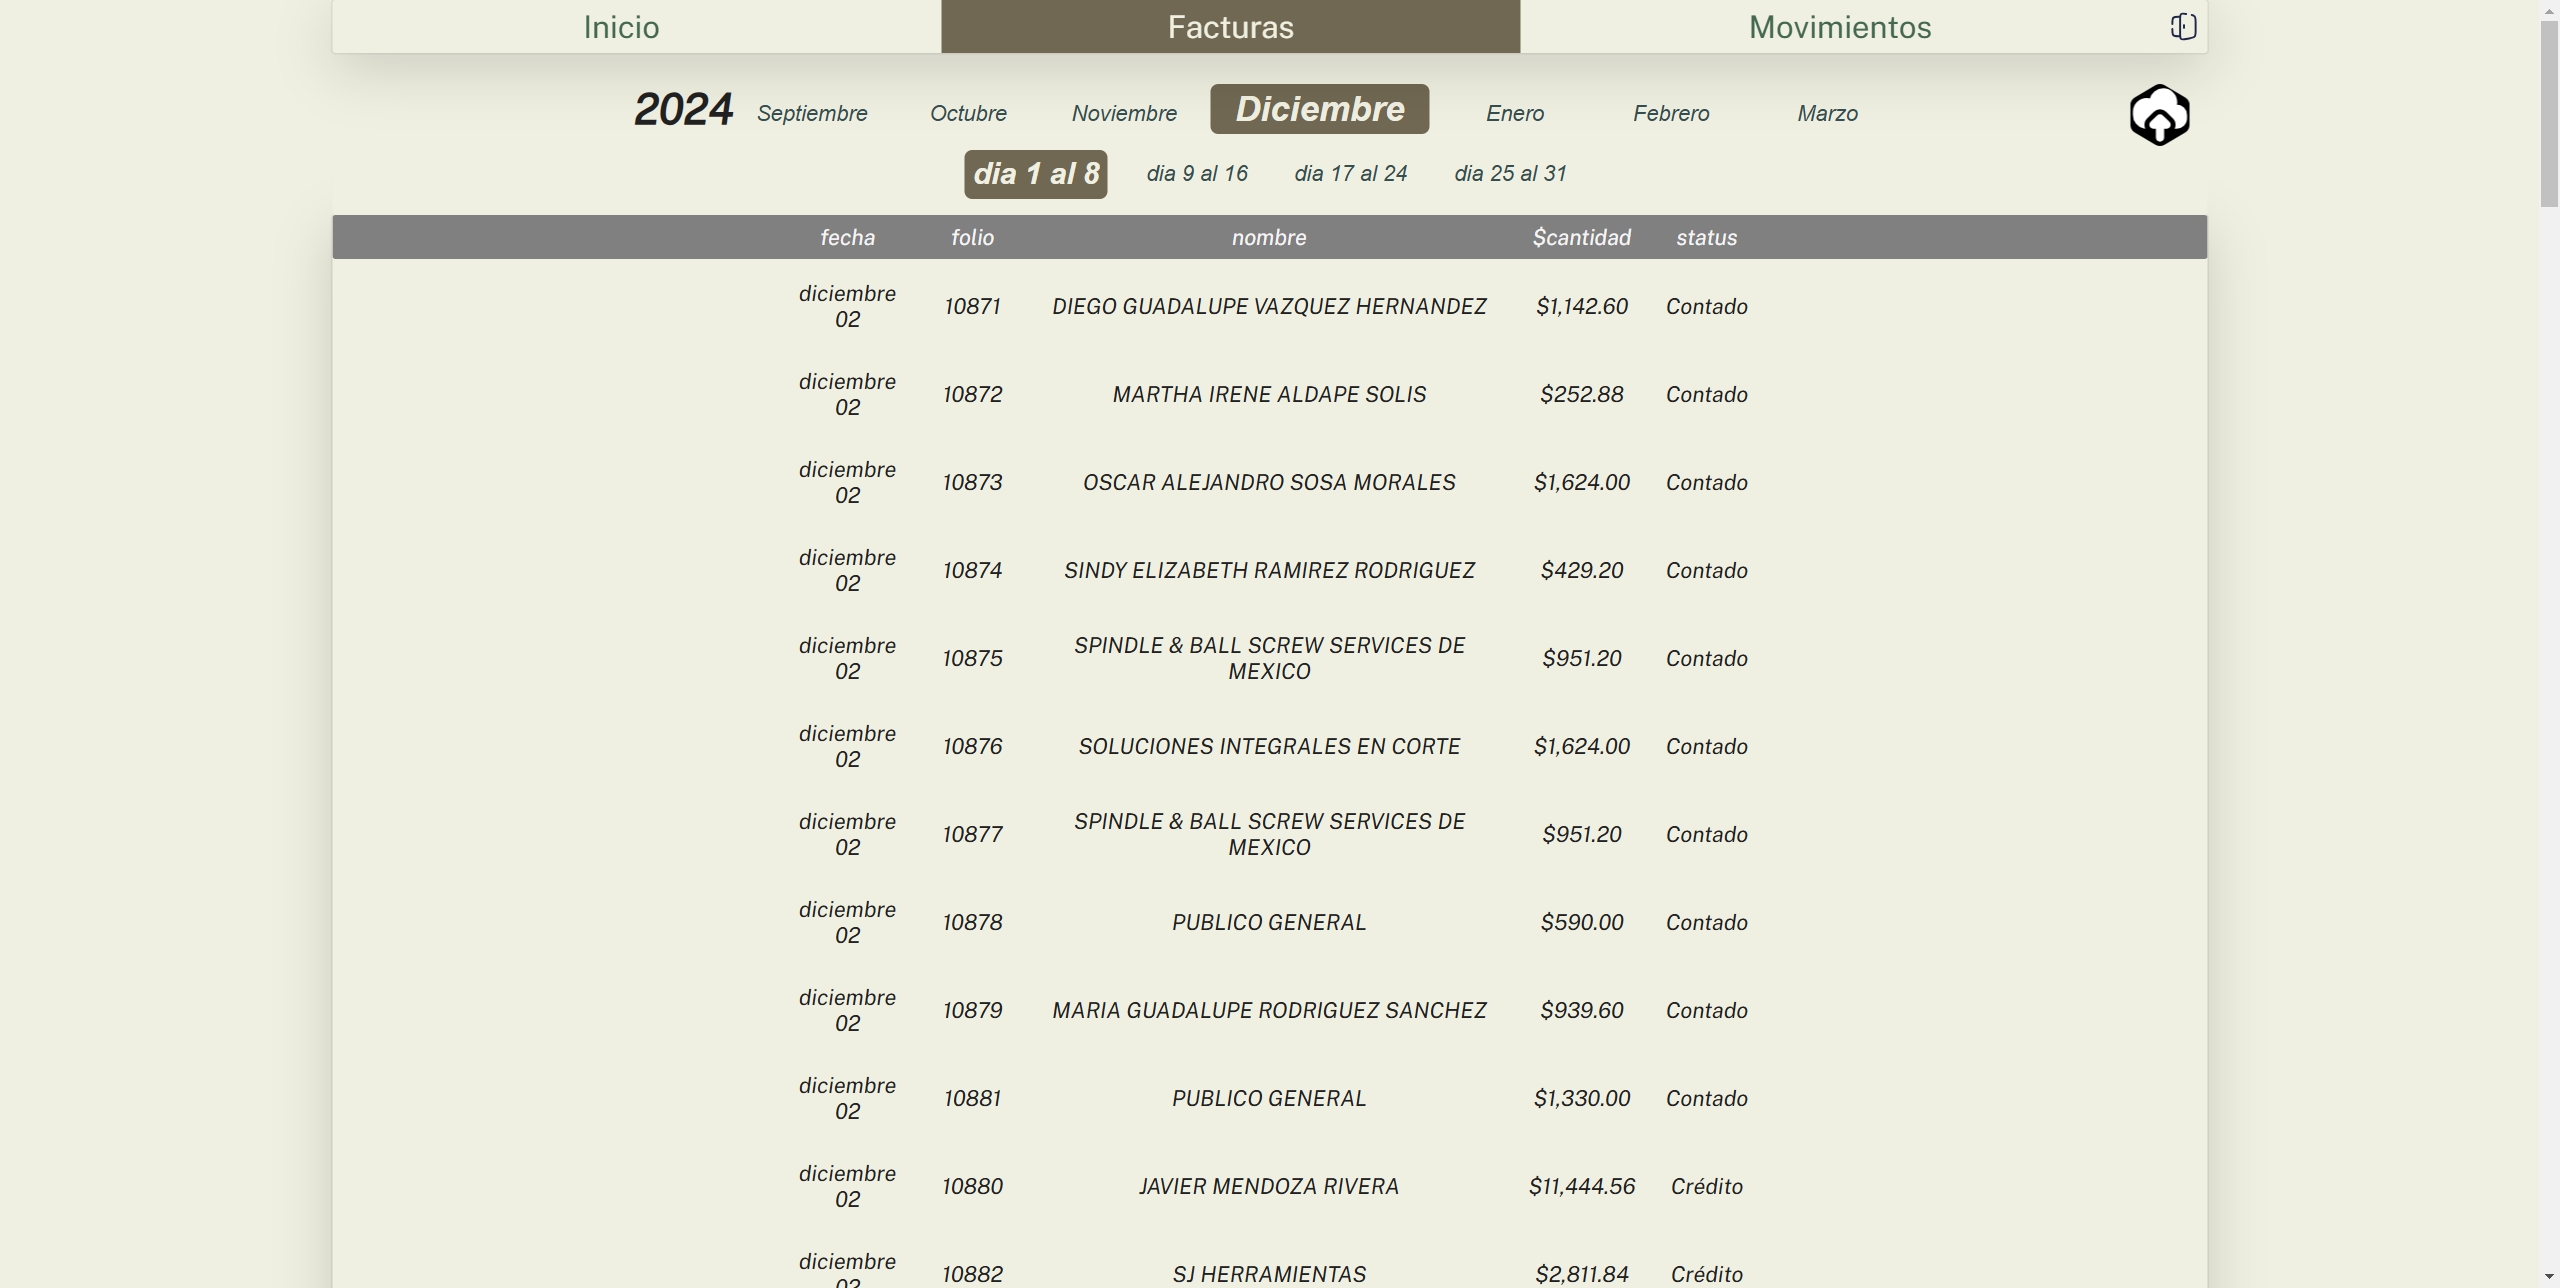 Inicio Facturas Movimientos
2024 Septiembre Octubre Noviembre Diciembre Enero Febrero Marzo
dia 1 al 8 dia 9 al 16 dia 17 al 24 dia 25 al 31
fecha folio nombre $cantidad status
diciembre
02 10871 DIEGO GUADALUPE VAZQUEZ HERNANDEZ $1,142.60 Contado
diciembre
02 10872 MARTHA IRENE ALDAPE SOLIS $252.88 Contado
diciembre
02 10873 OSCAR ALEJANDRO SOSA MORALES $1,624.00 Contado
diciembre
02 10874 SINDY ELIZABETH RAMIREZ RODRIGUEZ $429.20 Contado
diciembre
02 10875 SPINDLE & BALL SCREW SERVICES DE
MEXICO $951.20 Contado
diciembre
02 10876 SOLUCIONES INTEGRALES EN CORTE $1,624.00 Contado
diciembre
02 10877 SPINDLE & BALL SCREW SERVICES DE
MEXICO $951.20 Contado
diciembre
02 10878 PUBLICO GENERAL $590.00 Contado
diciembre
02 10879 MARIA GUADALUPE RODRIGUEZ SANCHEZ $939.60 Contado
diciembre
02 10881 PUBLICO GENERAL $1,330.00 Contado
diciembre
02 10880 JAVIER MENDOZA RIVERA $11,444.56 Crédito
diciembre
02 10882 SJ HERRAMIENTAS $2,811.84 Crédito